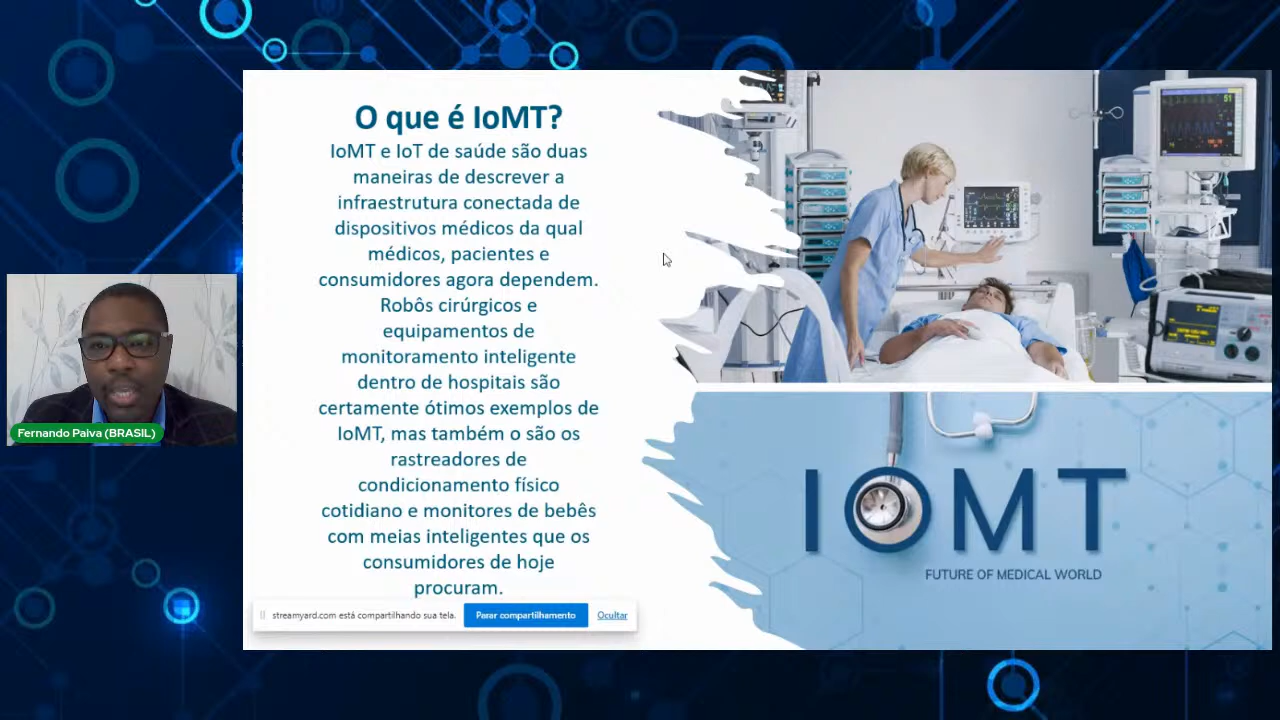 O que é IoMT?
IoMT e IoT de saúde são duas
maneiras de descrever a
infraestrutura conectada de
dispositivos médicos da qual
médicos, pacientes e
consumidores agora dependem.
Robôs cirúrgicos e
equipamentos de
monitoramento inteligente
dentro de hospitais são
certamente ótimos exemplos de
IoMT, mas também o são os
rastreadores de
condicionamento físico
cotidiano e monitores de bebês
com meias inteligentes que os
consumidores de hoje
procuram.
streamyard.com está compartilhando sua tela.
Parar compartilhamento
Ocultar
Fernando Paiva (BRASIL)
51
IOMT
FUTURE OF MEDICAL WORLD